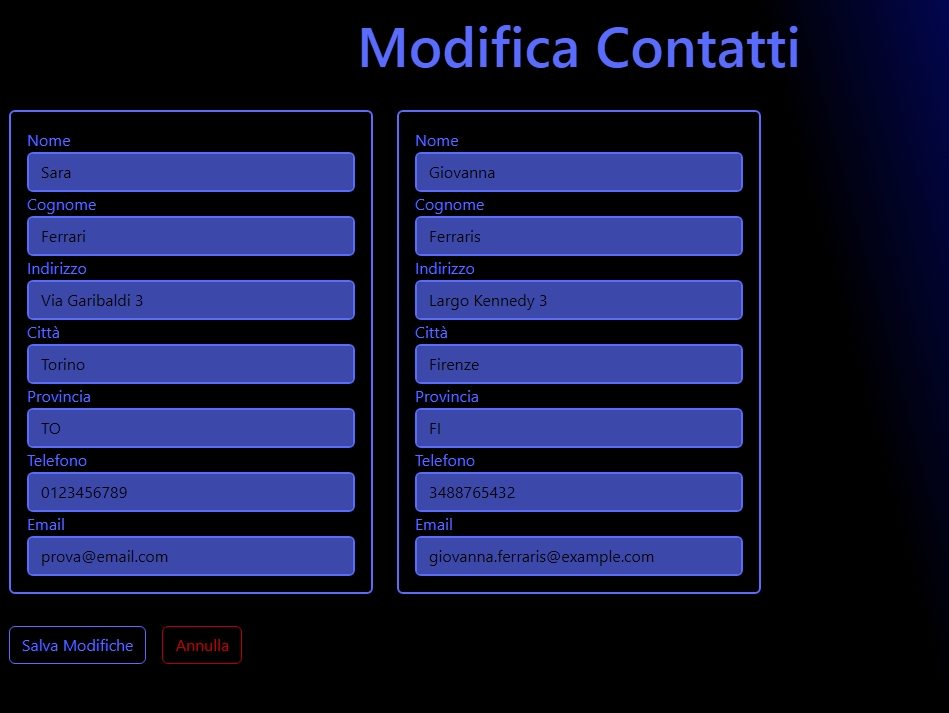 Modifica Contatti
Nome
Sara
Cognome
Ferrari
Indirizzo
Via Garibaldi 3
Città
Torino
Provincia
TO
Telefono
0123456789
Email
prova@email.com
Nome
Giovanna
Cognome
Ferraris
Indirizzo
Largo Kennedy 3
Città
Firenze
Provincia
FI
Telefono
3488765432
Email
giovanna.ferraris@example.com
Salva Modifiche
Annulla